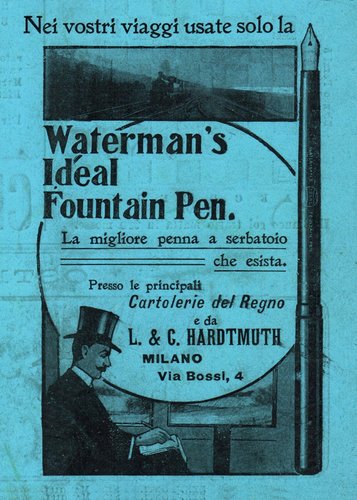 Nei vostri viaggi usate solo la
Waterman's
Idéal
Fountain Pen.
La migliore penna a serbatoio
che esista.
Presso le principali
Cartolerie del Regno
e da
L. & C. HARDTMUTH
MILANO
Via Bossi, 4